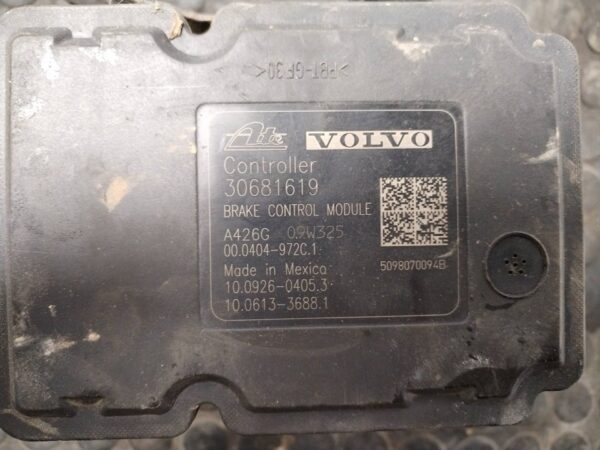 >PBT-GF30<
Ate VOLVO
Controller
30681619
BRAKE CONTROL MODULE
A426G 09W325
00.0404-972C.1
5098070094B
Made in Mexico
10.0926-0405.3
10.0613-3688.1